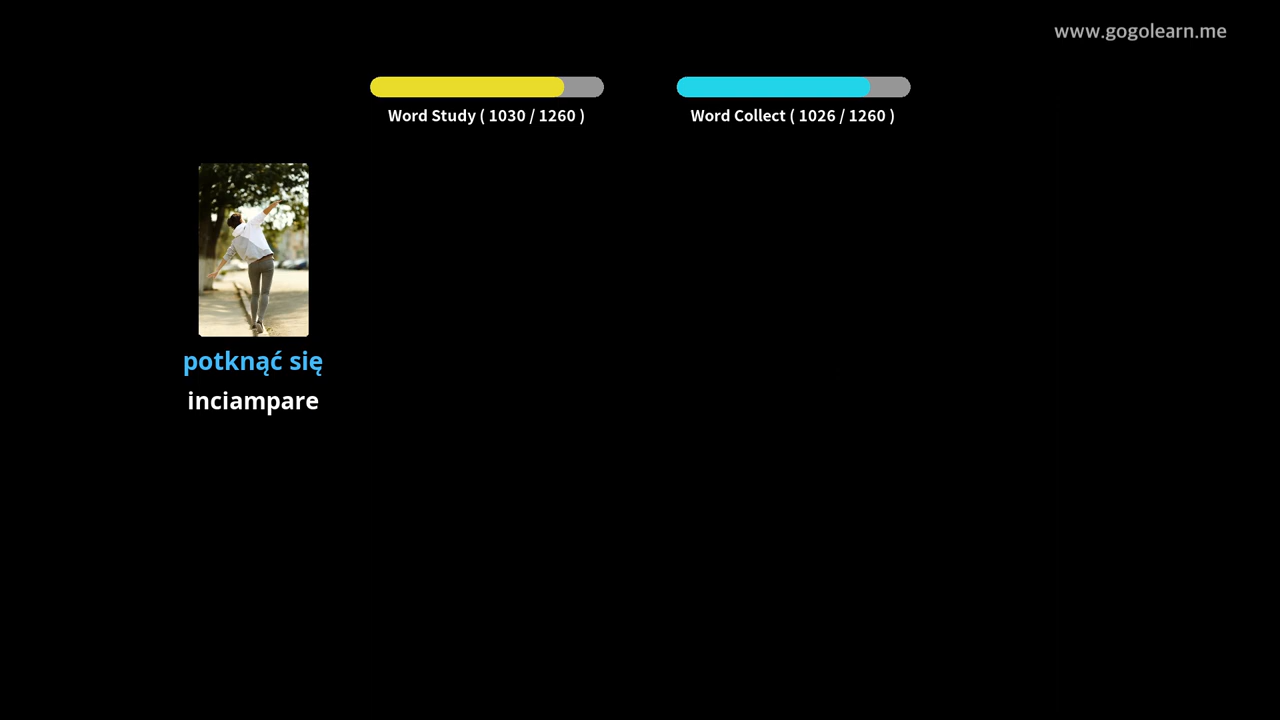 www.gogolearn.me
Word Study ( 1030 / 1260 )
Word Collect ( 1026 / 1260 )
potknąć się
inciampare